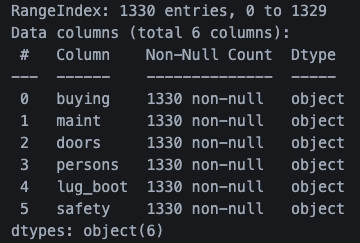 RangeIndex: 1330 entries, 0 to 1329
Data columns (total 6 columns):
 #   Column    Non-Null Count  Dtype
---  ------    --------------  -----
 0   buying    1330 non-null   object
 1   maint     1330 non-null   object
 2   doors     1330 non-null   object
 3   persons   1330 non-null   object
 4   lug_boot  1330 non-null   object
 5   safety    1330 non-null   object
dtypes: object(6)